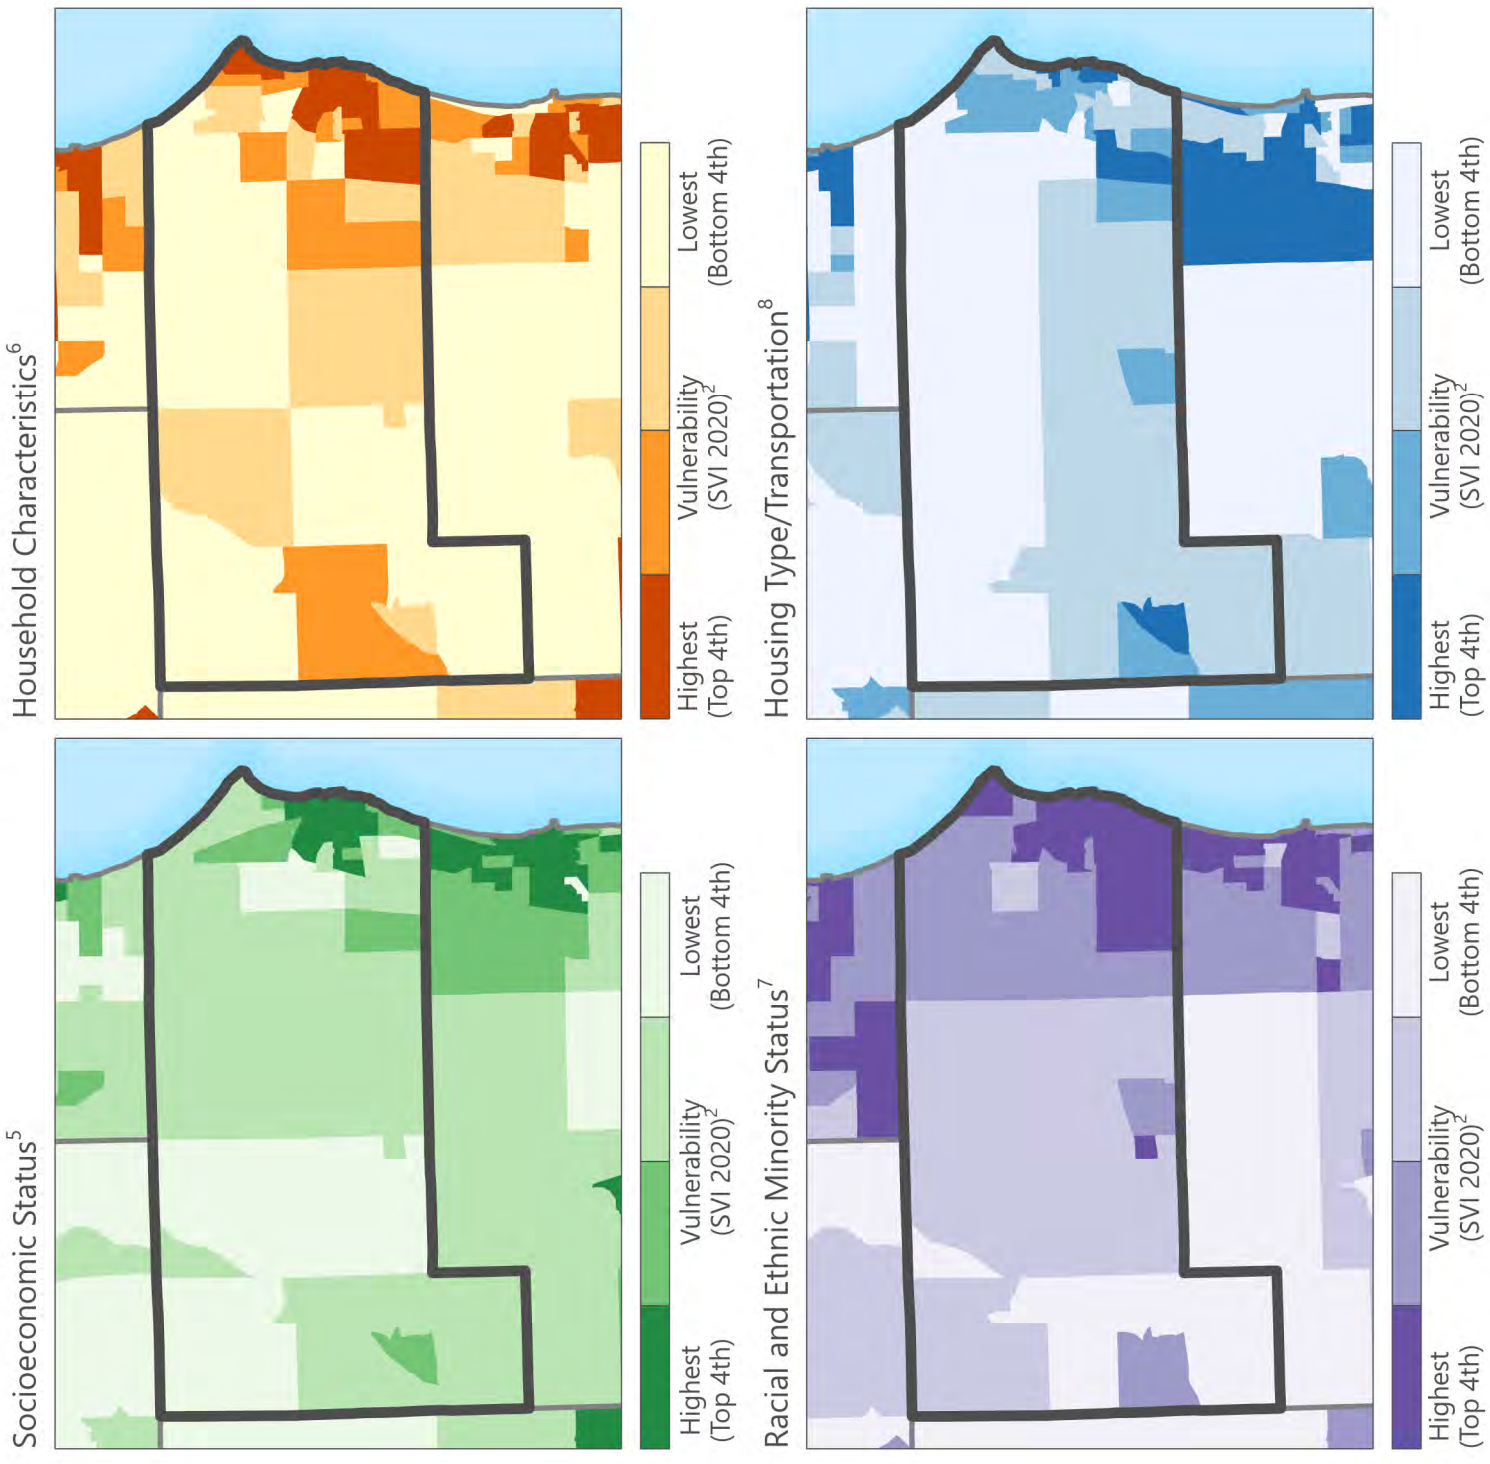 Socioeconomic Status⁵
Highest
(Top 4th)
Vulnerability
(SVI 2020)²
Lowest
(Bottom 4th)
Household Characteristics⁶
Highest
(Top 4th)
Vulnerability
(SVI 2020)²
Lowest
(Bottom 4th)
Racial and Ethnic Minority Status⁷
Highest
(Top 4th)
Vulnerability
(SVI 2020)²
Lowest
(Bottom 4th)
Housing Type/Transportation⁸
Highest
(Top 4th)
Vulnerability
(SVI 2020)²
Lowest
(Bottom 4th)